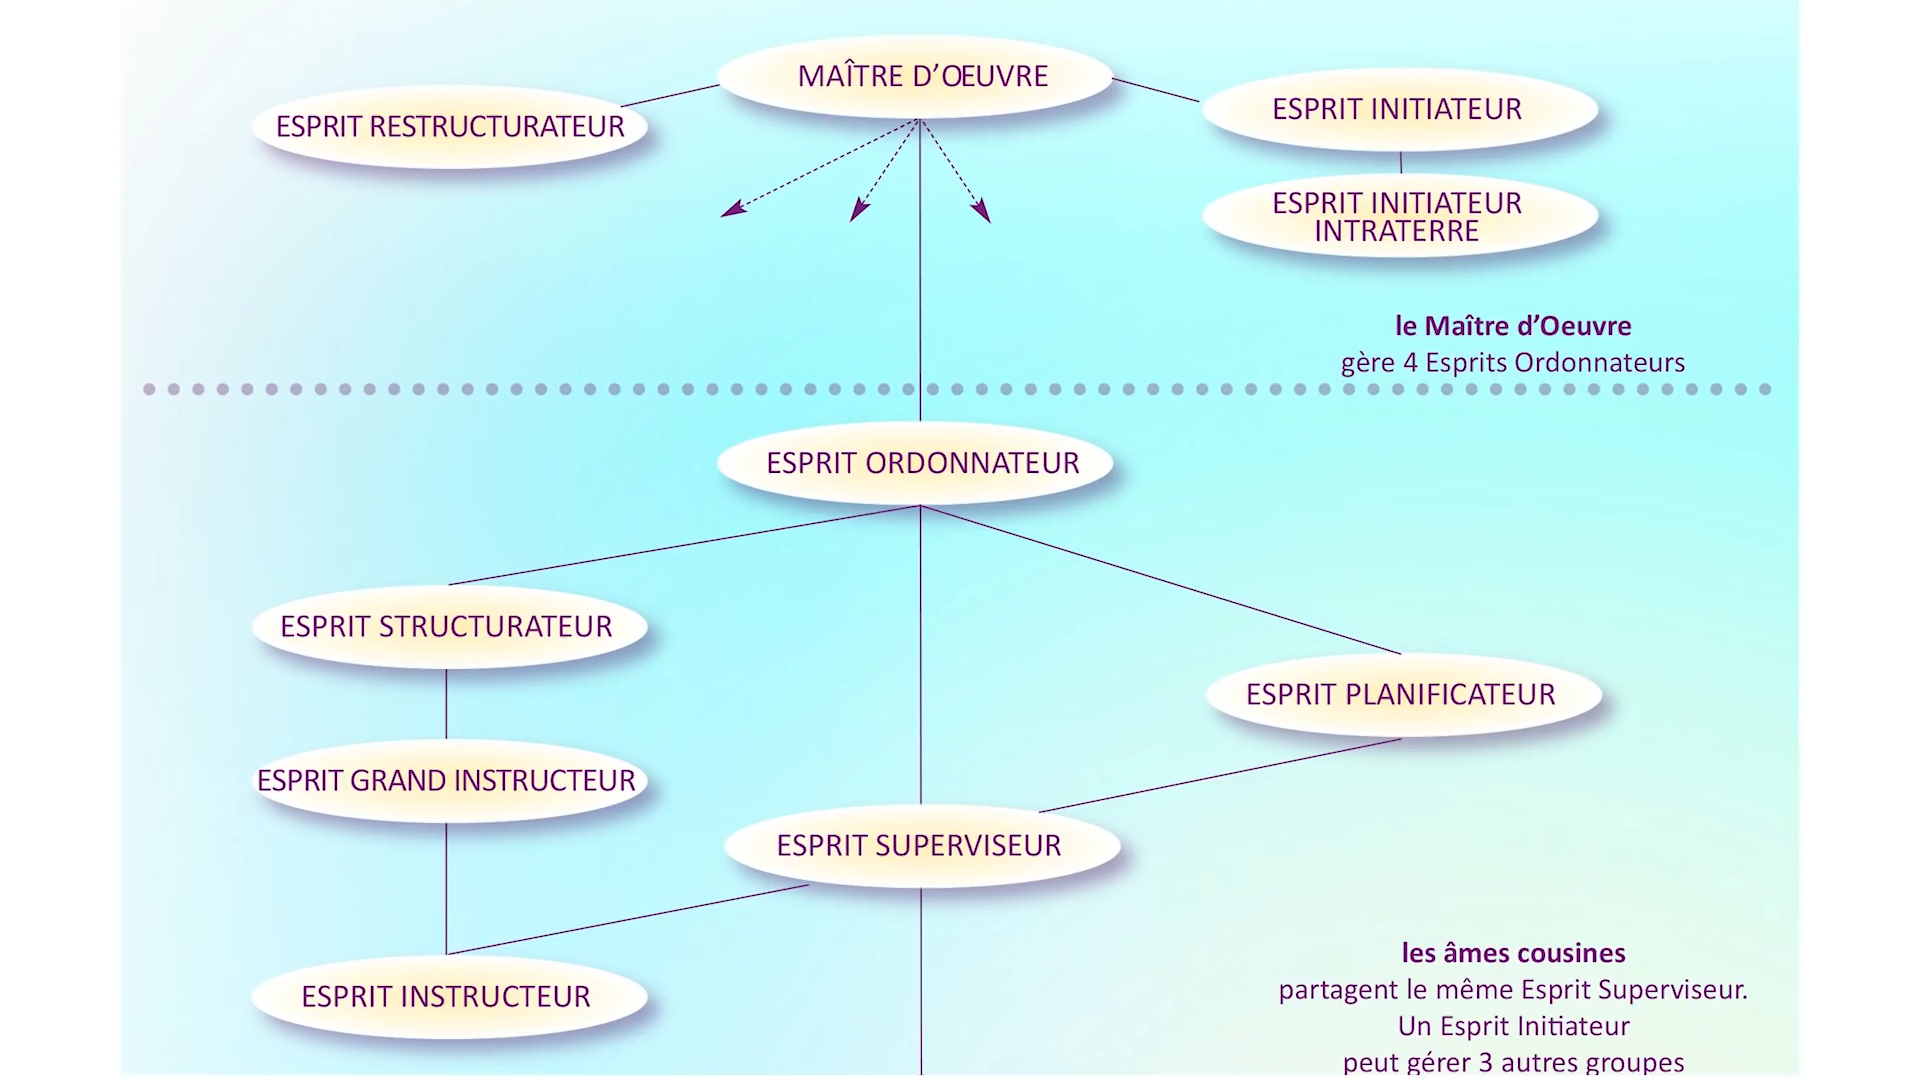 MAÎTRE D’OEUVRE
ESPRIT RESTRUCTURATEUR
ESPRIT INITIATEUR
ESPRIT INITIATEUR
INTRATERRE
le Maître d’Oeuvre
gère 4 Esprits Ordonnateurs
ESPRIT ORDONNATEUR
ESPRIT STRUCTURATEUR
ESPRIT PLANIFICATEUR
ESPRIT GRAND INSTRUCTEUR
ESPRIT SUPERVISEUR
ESPRIT INSTRUCTEUR
les âmes cousines
partagent le même Esprit Superviseur.
Un Esprit Initiateur
peut gérer 3 autres groupes